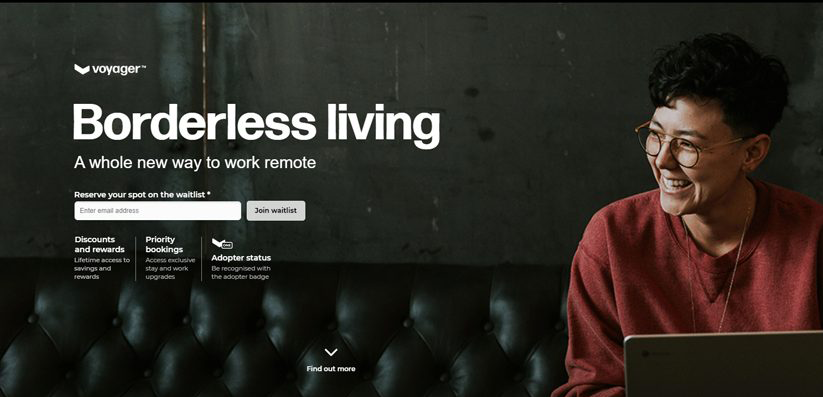 voyager™
Borderless living
A whole new way to work remote
Reserve your spot on the waitlist *
Enter email address
Join waitlist
Discounts
and rewards
Lifetime access to
savings and
rewards
Priority
bookings
Access exclusive
stay and work
upgrades
ONE
Adopter status
Be recognised with
the adopter badge
Find out more